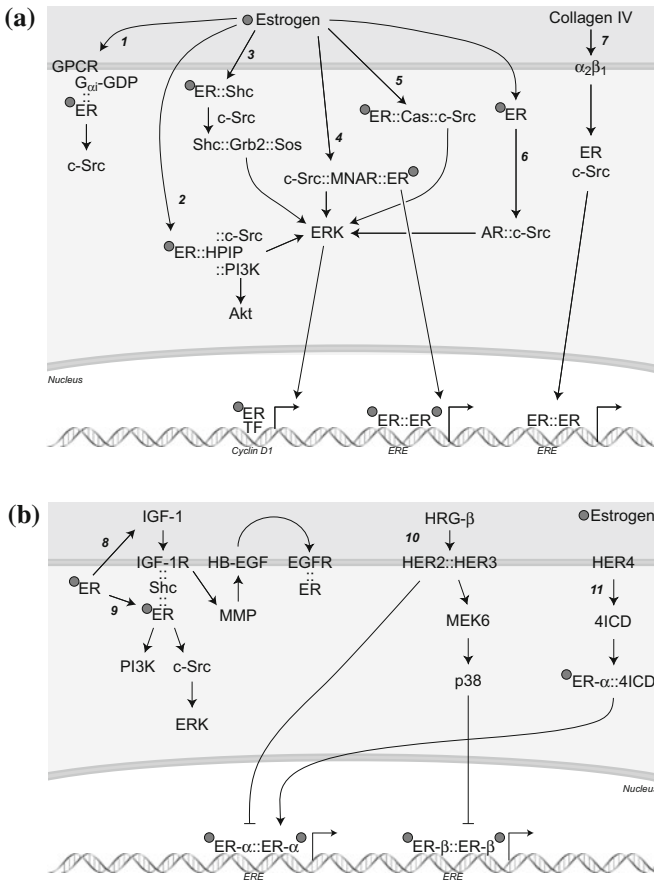 (a)
Estrogen
Collagen IV
1
3
7
GPCR
α2β1
Gαi-GDP
::
ER
5
ER::Shc
ER::Cas::c-Src
ER
c-Src
4
c-Src
Shc::Grb2::Sos
6
ER
c-Src
c-Src::MNAR::ER
2
::c-Src
ER::HPIP
::PI3K
ERK
AR::c-Src
Akt
Nucleus
ER
TF
ER::ER
ER::ER
Cyclin D1
ERE
ERE
(b)
IGF-1
HRG-β
Estrogen
8
10
IGF-1R
HB-EGF
EGFR
HER2::HER3
HER4
::
::
ER
Shc
ER
11
::
9
ER
MMP
MEK6
4ICD
PI3K
c-Src
p38
ER-α::4ICD
ERK
Nucleus
ER-α::ER-α
ER-β::ER-β
ERE
ERE